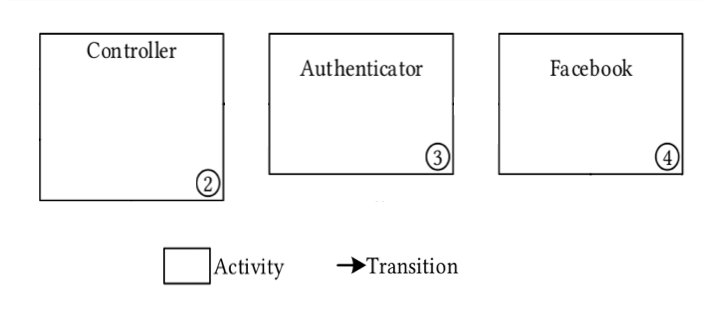 Controller
Authenticator
Facebook
2
3
4
Activity
Transition